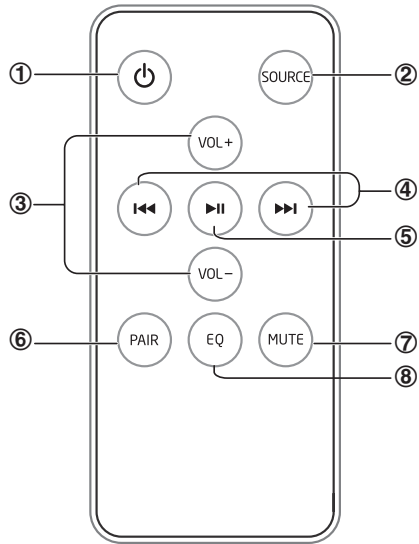 ① SOURCE ②
VOL+
③ ④
⑤
VOL−
⑥ PAIR EQ MUTE ⑦
⑧